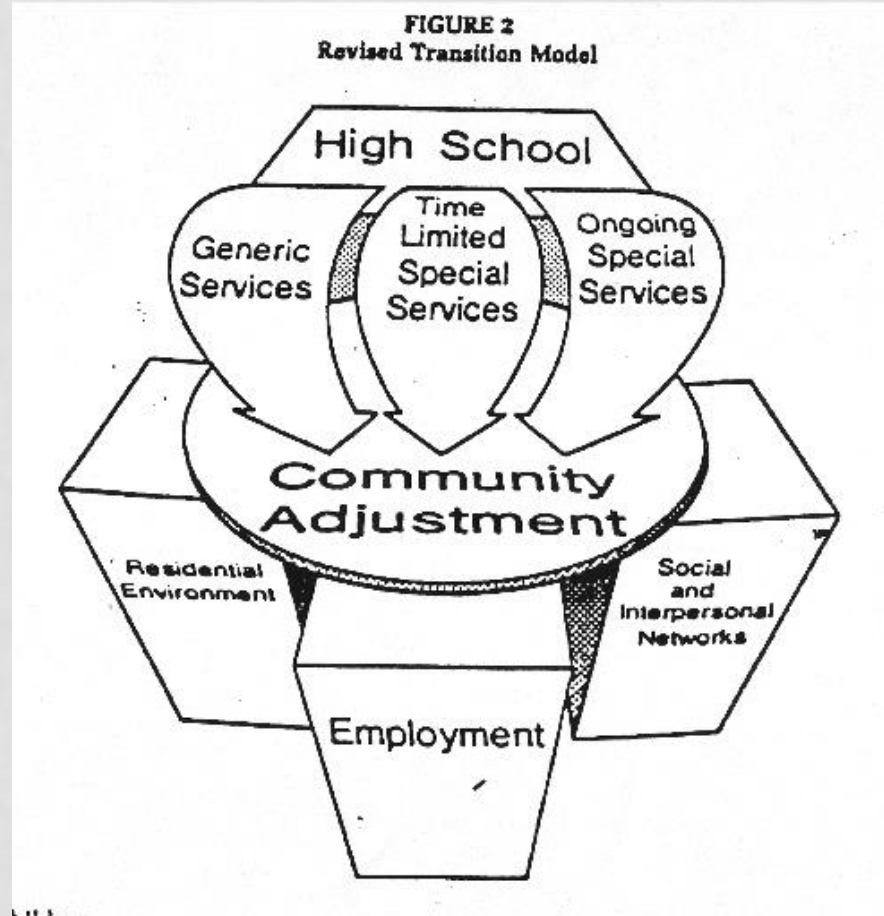 FIGURE 2
Revised Transition Model
High School
Generic
Services
Time
Limited
Special
Services
Ongoing
Special
Services
Community
Adjustment
Residential
Environment
Social
and
Interpersonal
Networks
Employment